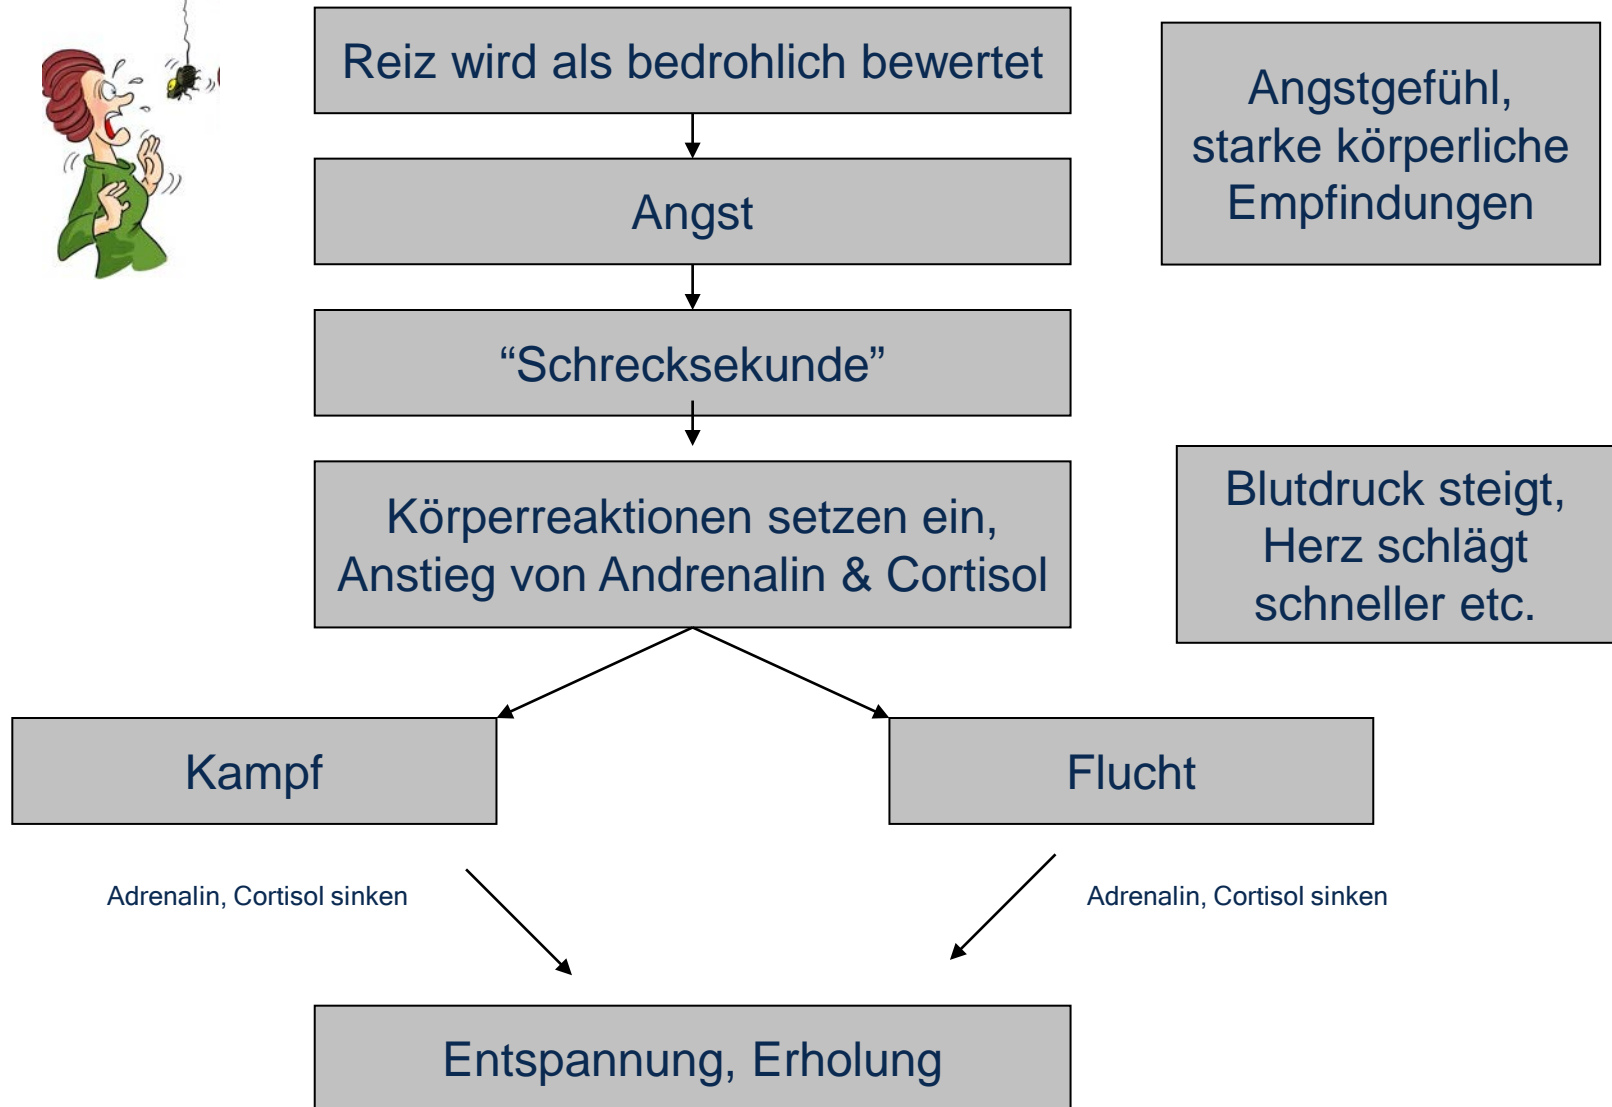 Reiz wird als bedrohlich bewertet
Angstgefühl,
starke körperliche
Empfindungen
Angst
“Schrecksekunde”
Körperreaktionen setzen ein,
Anstieg von Andrenalin & Cortisol
Blutdruck steigt,
Herz schlägt
schneller etc.
Kampf
Flucht
Adrenalin, Cortisol sinken
Adrenalin, Cortisol sinken
Entspannung, Erholung